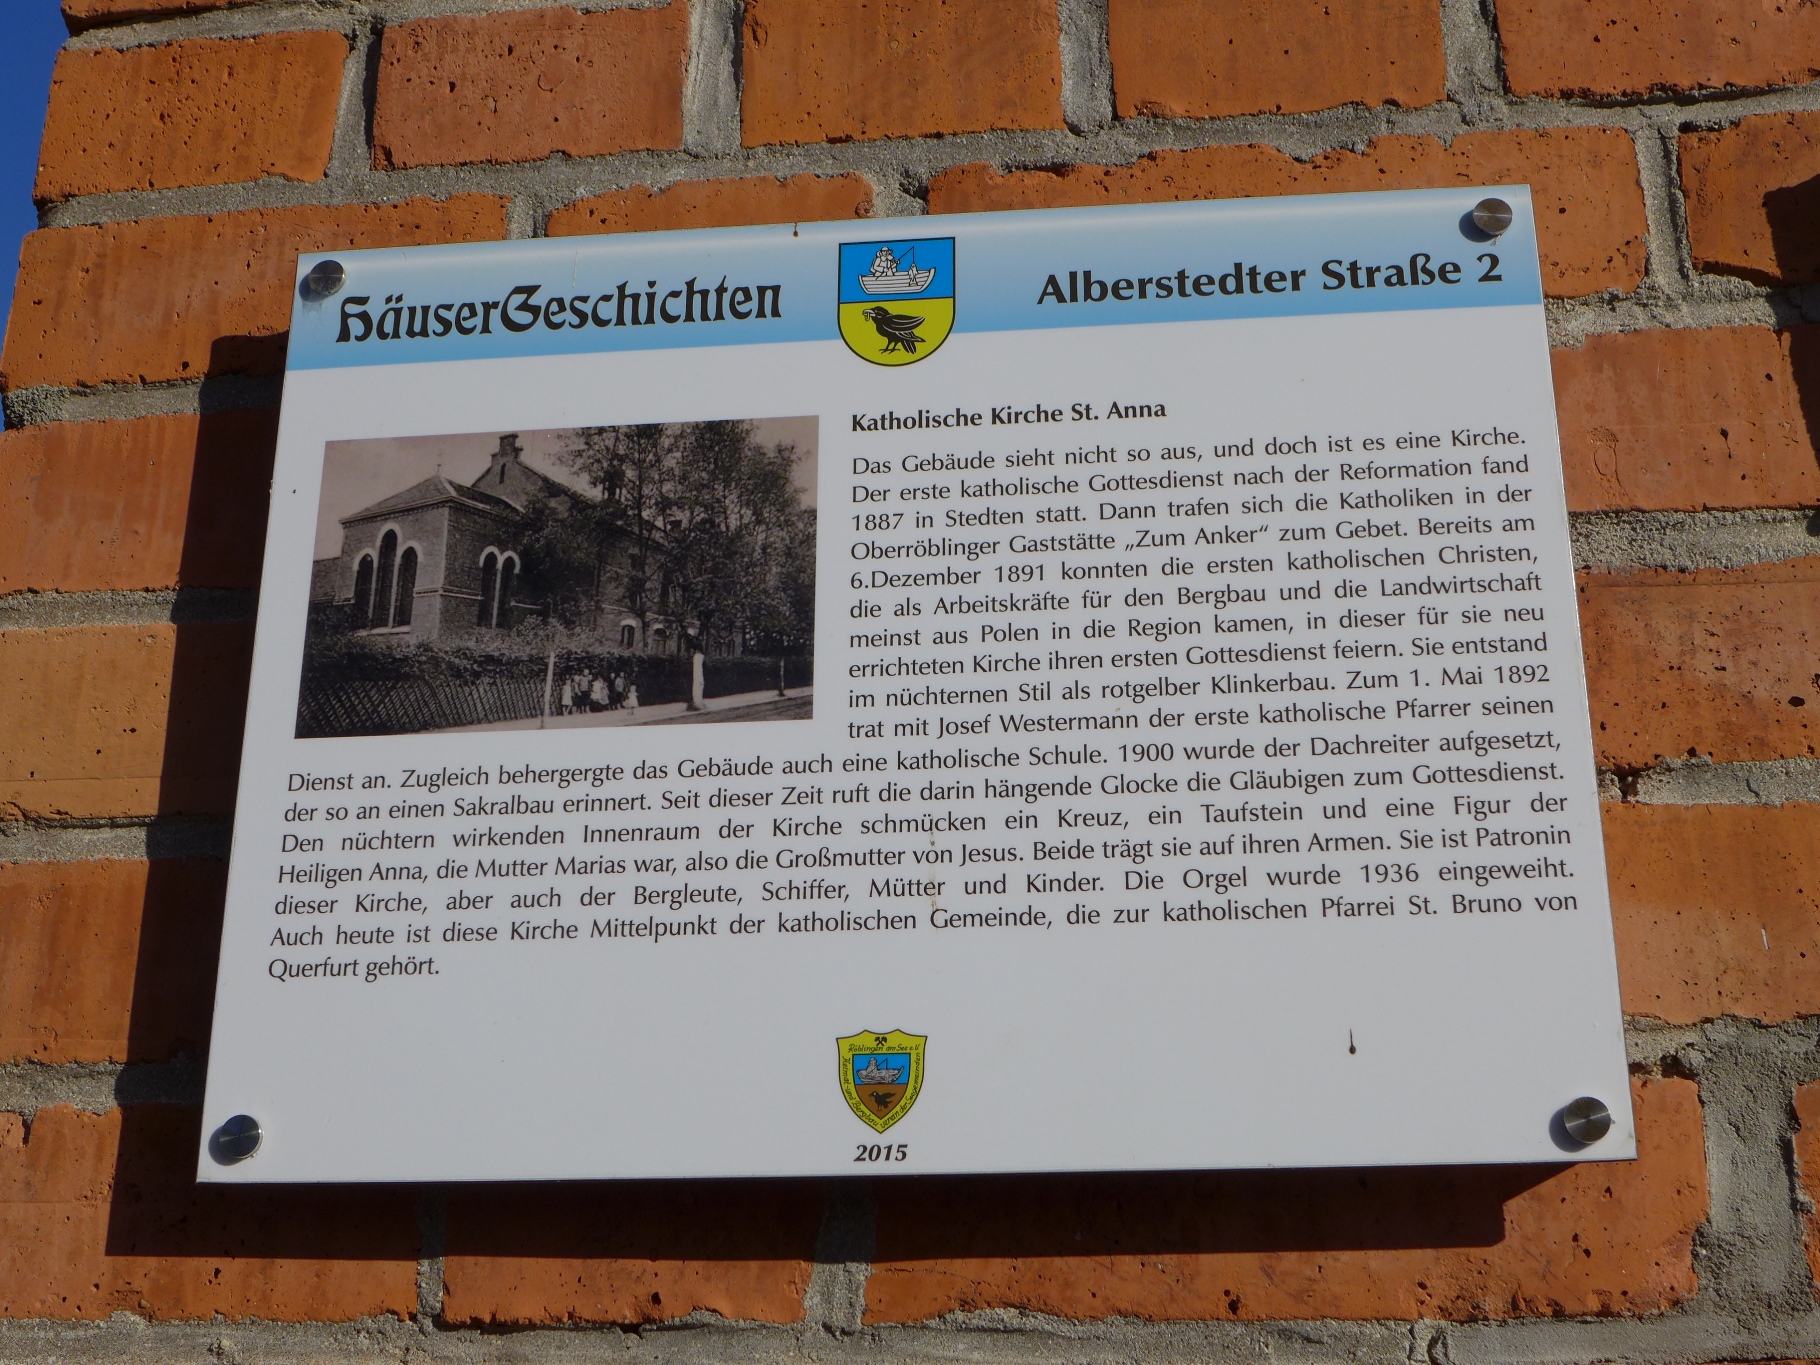 HäuserGeschichten
Alberstedter Straße 2
Katholische Kirche St. Anna
Das Gebäude sieht nicht so aus, und doch ist es eine Kirche.
Der erste katholische Gottesdienst nach der Reformation fand
1887 in Stedten statt. Dann trafen sich die Katholiken in der
Oberröblinger Gaststätte „Zum Anker“ zum Gebet. Bereits am
6.Dezember 1891 konnten die ersten katholischen Christen,
die als Arbeitskräfte für den Bergbau und die Landwirtschaft
meinst aus Polen in die Region kamen, in dieser für sie neu
errichteten Kirche ihren ersten Gottesdienst feiern. Sie entstand
im nüchternen Stil als rotgelber Klinkerbau. Zum 1. Mai 1892
trat mit Josef Westermann der erste katholische Pfarrer seinen
Dienst an. Zugleich behergergte das Gebäude auch eine katholische Schule. 1900 wurde der Dachreiter aufgesetzt,
der so an einen Sakralbau erinnert. Seit dieser Zeit ruft die darin hängende Glocke die Gläubigen zum Gottesdienst.
Den nüchtern wirkenden Innenraum der Kirche schmücken ein Kreuz, ein Taufstein und eine Figur der
Heiligen Anna, die Mutter Marias war, also die Großmutter von Jesus. Beide trägt sie auf ihren Armen. Sie ist Patronin
dieser Kirche, aber auch der Bergleute, Schiffer, Mütter und Kinder. Die Orgel wurde 1936 eingeweiht.
Auch heute ist diese Kirche Mittelpunkt der katholischen Gemeinde, die zur katholischen Pfarrei St. Bruno von
Querfurt gehört.
Röblingen am See e.V.
Heimat- und Bergbau verein der Seegemeinden
2015